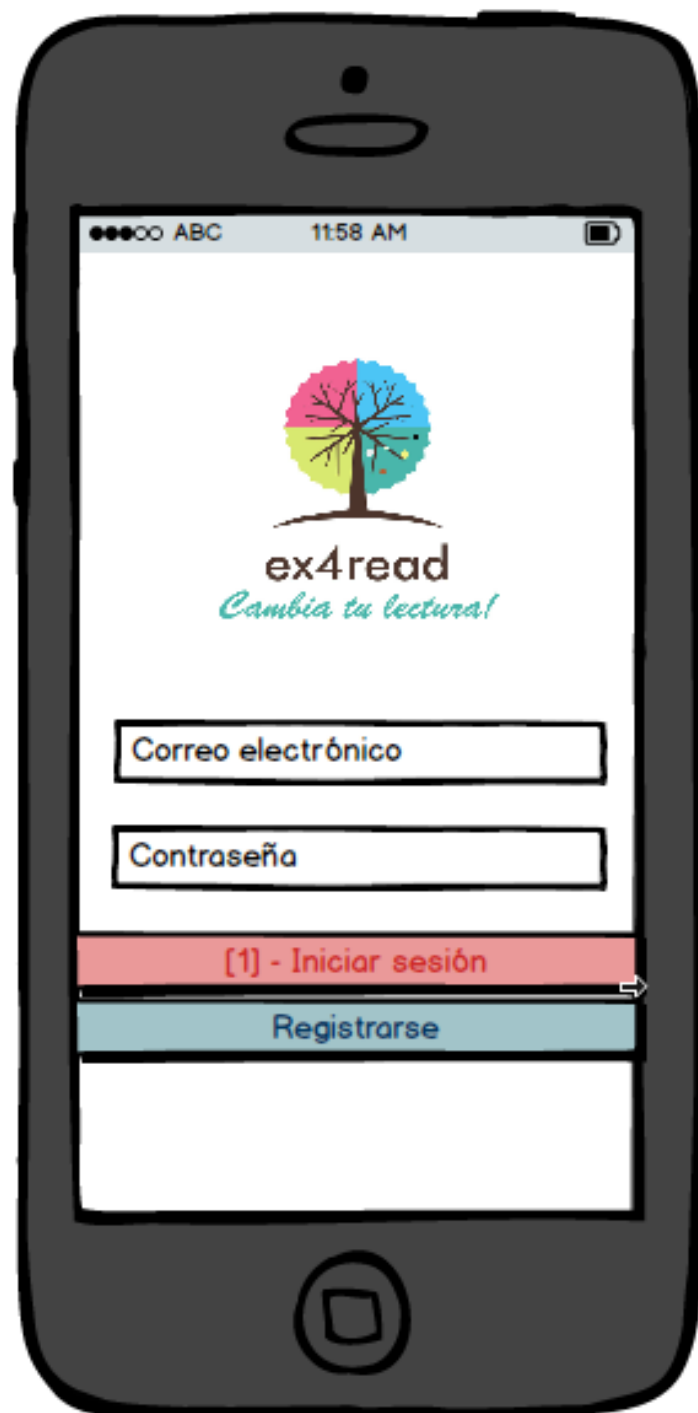 ABC 11:58 AM
ex4read
Cambia tu lectura!
Correo electrónico
Contraseña
[1] - Iniciar sesión
Registrarse